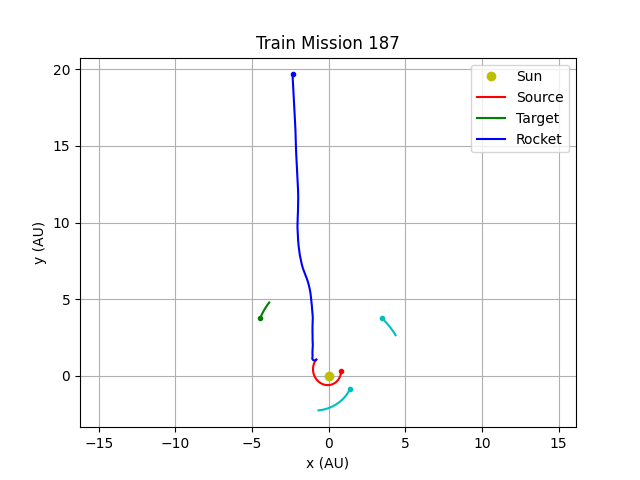 Train Mission 187
Sun
Source
Target
Rocket
20
15
10
5
0
y (AU)
−15
−10
−5
0
5
10
15
x (AU)